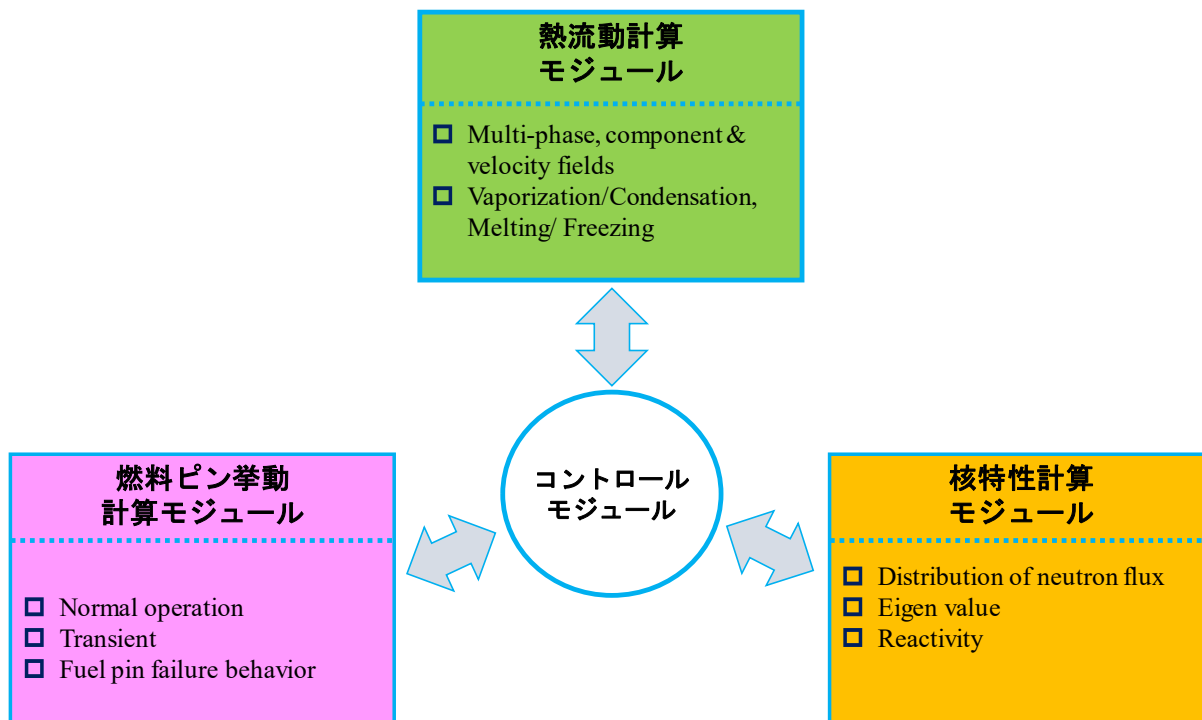 熱流動計算
モジュール
Multi-phase, component &
velocity fields
Vaporization/Condensation,
Melting/ Freezing
コントロール
モジュール
燃料ピン挙動
計算モジュール
Normal operation
Transient
Fuel pin failure behavior
核特性計算
モジュール
Distribution of neutron flux
Eigen value
Reactivity